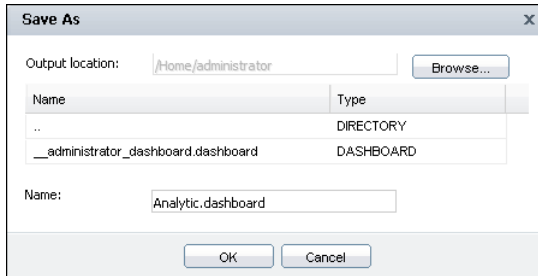 Save As x
Output location: /Home/administrator Browse...
Name Type
.. DIRECTORY
__administrator_dashboard.dashboard DASHBOARD
Name: Analytic.dashboard
OK Cancel